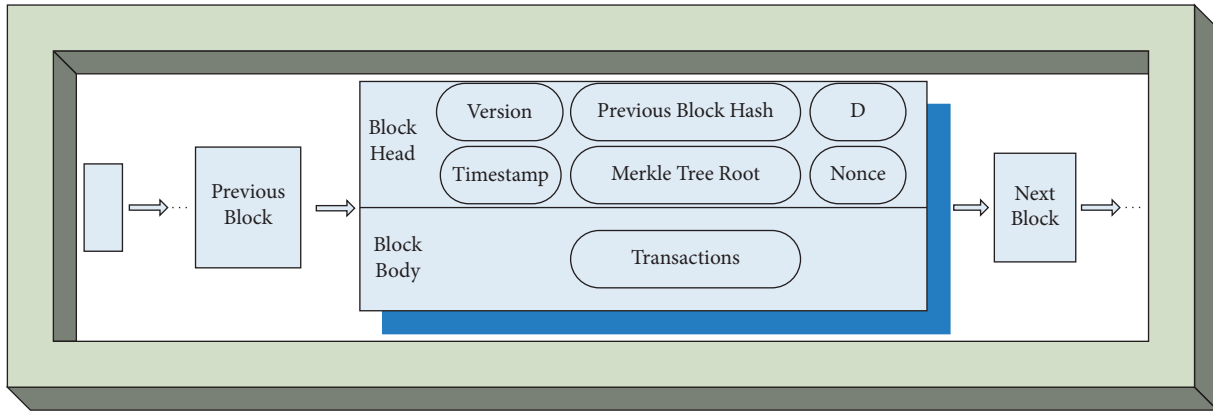 Block
Head
Version
Previous Block Hash
D
Timestamp
Merkle Tree Root
Nonce
...
Previous
Block
Block
Body
Transactions
Next
Block
...